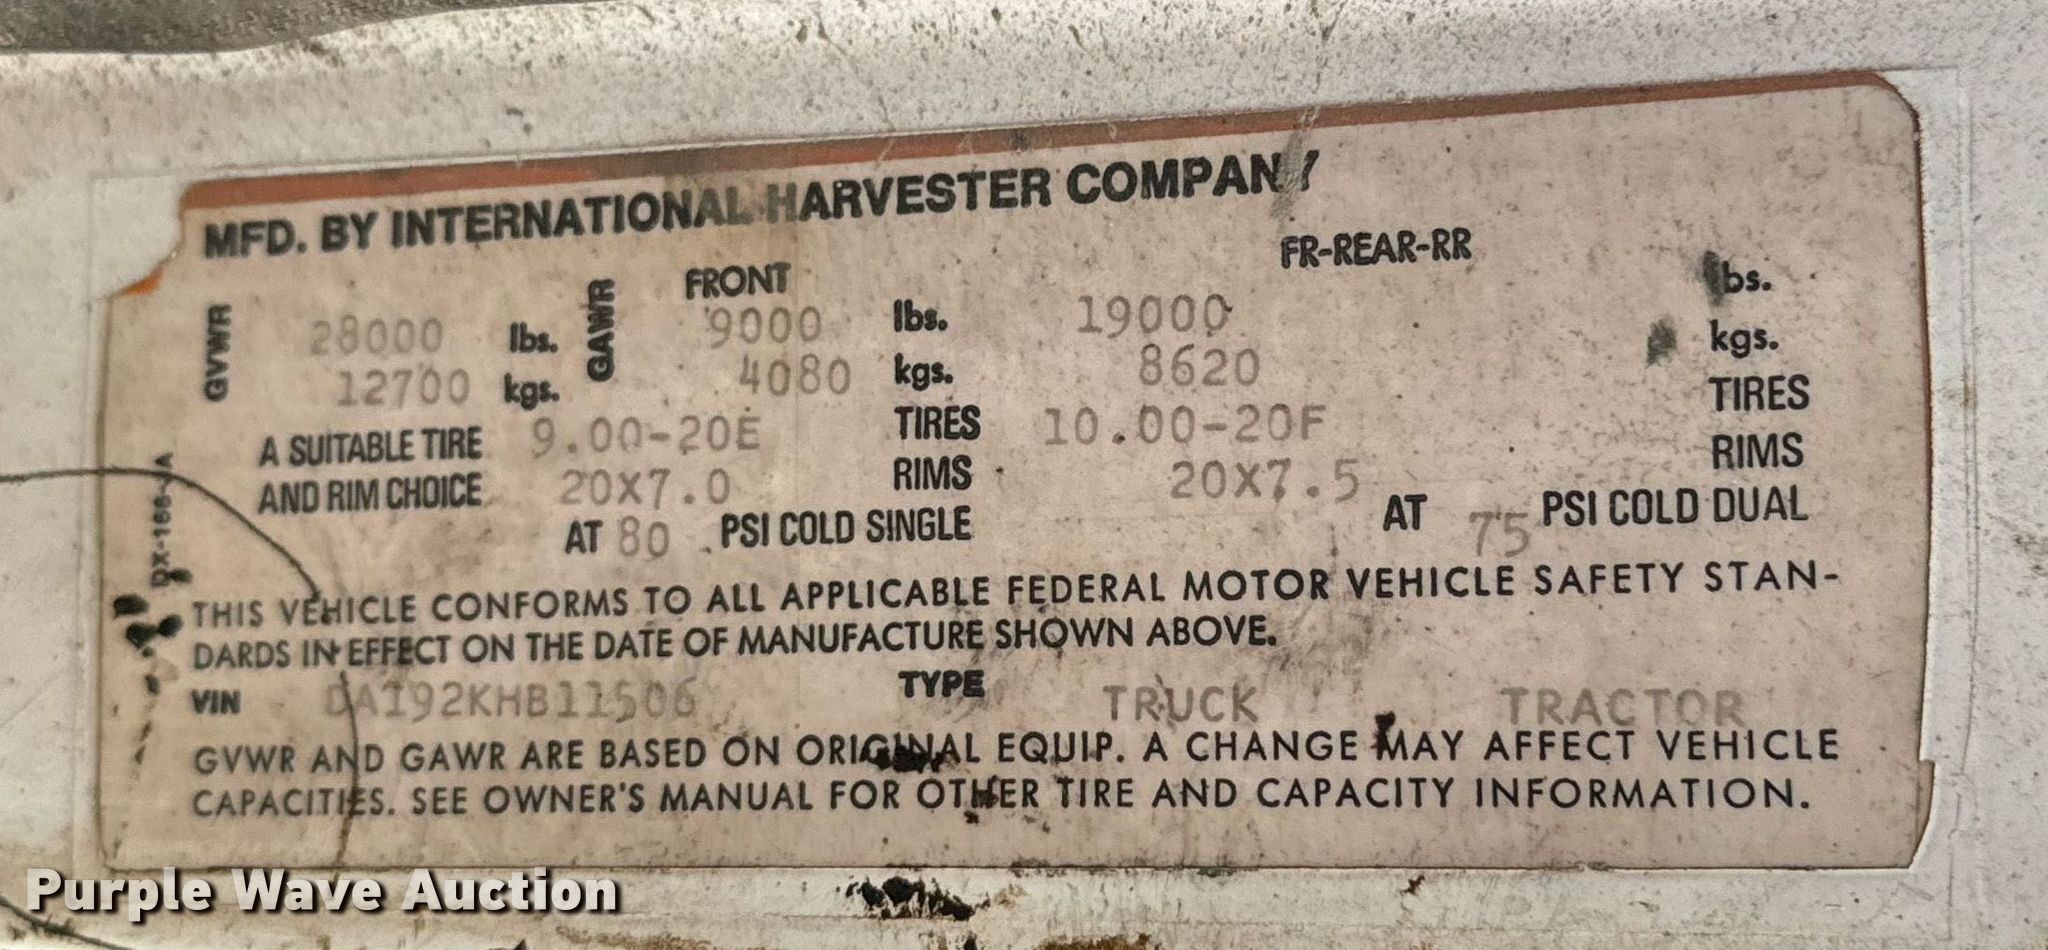 MFD. BY INTERNATIONAL HARVESTER COMPANY
FRONT FR-REAR-RR
GVWR 28000 lbs. GAWR 9000 lbs. 19000 lbs.
12700 kgs. 4080 kgs. 8620 kgs.
A SUITABLE TIRE 9.00-20E TIRES 10.00-20F TIRES
AND RIM CHOICE 20X7.0 RIMS 20X7.5 RIMS
AT 80 PSI COLD SINGLE AT 75 PSI COLD DUAL
THIS VEHICLE CONFORMS TO ALL APPLICABLE FEDERAL MOTOR VEHICLE SAFETY STAN-
DARDS IN EFFECT ON THE DATE OF MANUFACTURE SHOWN ABOVE.
VIN DA192KHB11506 TYPE TRUCK TRACTOR
GVWR AND GAWR ARE BASED ON ORIGINAL EQUIP. A CHANGE MAY AFFECT VEHICLE
CAPACITIES. SEE OWNER'S MANUAL FOR OTHER TIRE AND CAPACITY INFORMATION.
Purple Wave Auction